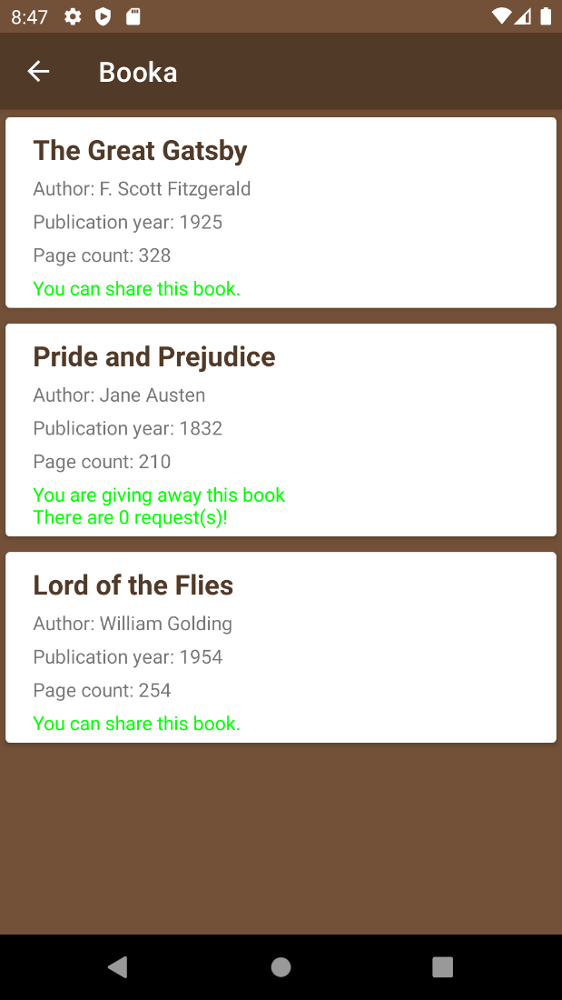 8:47
Booka
The Great Gatsby
Author: F. Scott Fitzgerald
Publication year: 1925
Page count: 328
You can share this book.
Pride and Prejudice
Author: Jane Austen
Publication year: 1832
Page count: 210
You are giving away this book
There are 0 request(s)!
Lord of the Flies
Author: William Golding
Publication year: 1954
Page count: 254
You can share this book.